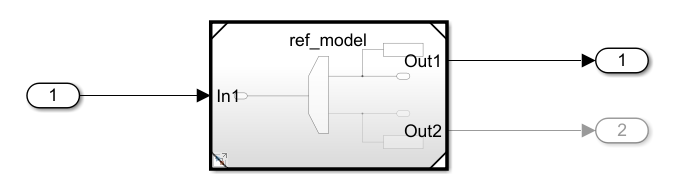 ref_model
Out1
1
1
In1
Out2
2